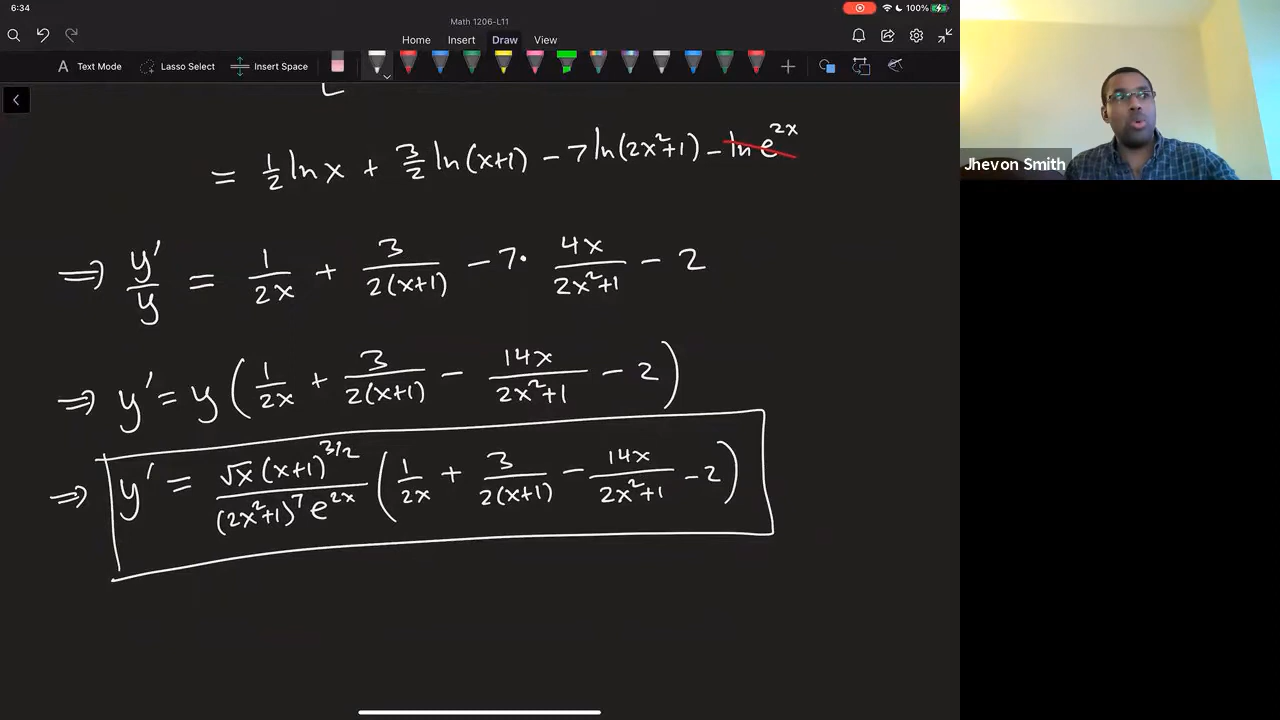 6:34
100%
Math 1206-L11
Home Insert Draw View
Text Mode Lasso Select Insert Space
= 1/2 ln x + 3/2 ln(x+1) - 7 ln(2x²+1) - ln e^2x
⇒ y'/y = 1/2x + 3/2(x+1) - 7 · 4x/2x²+1 - 2
⇒ y' = y (1/2x + 3/2(x+1) - 14x/2x²+1 - 2)
⇒ y' = √x (x+1)^3/2 / (2x²+1)^7 e^2x (1/2x + 3/2(x+1) - 14x/2x²+1 - 2)
Jhevon Smith